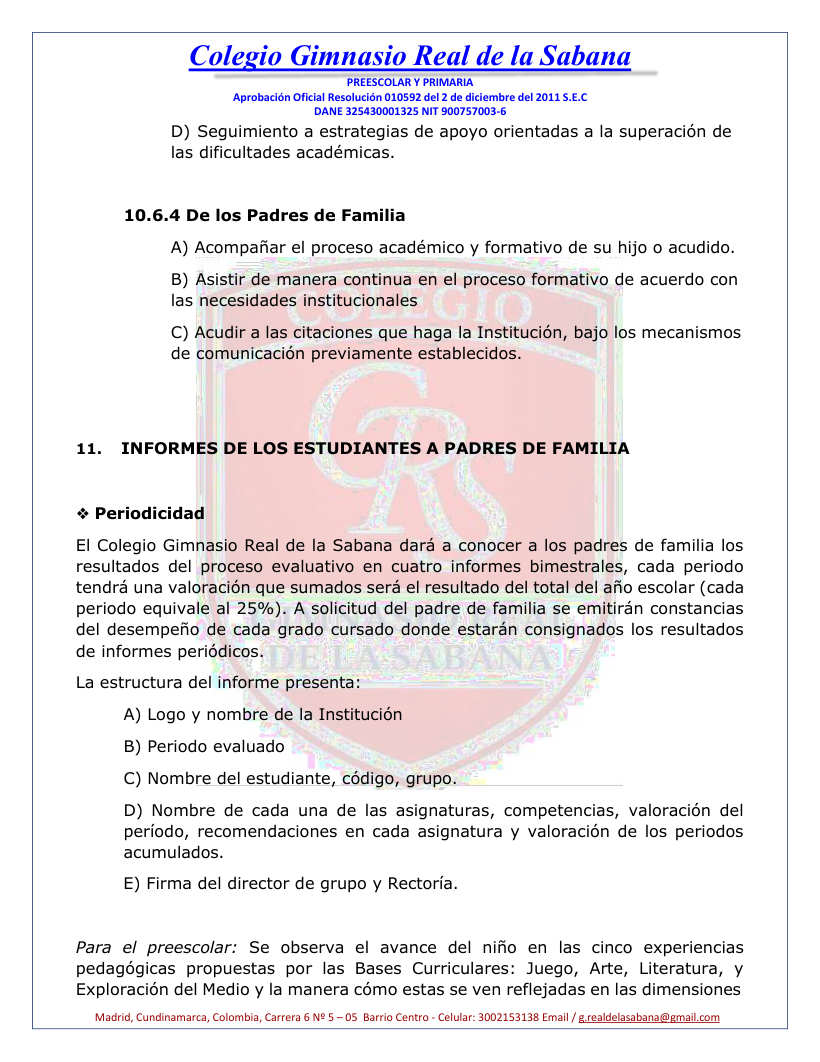 Colegio Gimnasio Real de la Sabana
PREESCOLAR Y PRIMARIA
Aprobación Oficial Resolución 010592 del 2 de diciembre del 2011 S.E.C
DANE 325430001325 NIT 900757003-6
D) Seguimiento a estrategias de apoyo orientadas a la superación de
las dificultades académicas.
10.6.4 De los Padres de Familia
A) Acompañar el proceso académico y formativo de su hijo o acudido.
B) Asistir de manera continua en el proceso formativo de acuerdo con
las necesidades institucionales
C) Acudir a las citaciones que haga la Institución, bajo los mecanismos
de comunicación previamente establecidos.
COLEGIO
GRS
11. INFORMES DE LOS ESTUDIANTES A PADRES DE FAMILIA
❖ Periodicidad
El Colegio Gimnasio Real de la Sabana dará a conocer a los padres de familia los
resultados del proceso evaluativo en cuatro informes bimestrales, cada periodo
tendrá una valoración que sumados será el resultado del total del año escolar (cada
periodo equivale al 25%). A solicitud del padre de familia se emitirán constancias
del desempeño de cada grado cursado donde estarán consignados los resultados
de informes periódicos.
GIMNASIO REAL
DE LA SABANA
La estructura del informe presenta:
A) Logo y nombre de la Institución
B) Periodo evaluado
C) Nombre del estudiante, código, grupo.
D) Nombre de cada una de las asignaturas, competencias, valoración del
período, recomendaciones en cada asignatura y valoración de los periodos
acumulados.
E) Firma del director de grupo y Rectoría.
Para el preescolar: Se observa el avance del niño en las cinco experiencias
pedagógicas propuestas por las Bases Curriculares: Juego, Arte, Literatura, y
Exploración del Medio y la manera cómo estas se ven reflejadas en las dimensiones
Madrid, Cundinamarca, Colombia, Carrera 6 Nº 5 – 05 Barrio Centro - Celular: 3002153138 Email / g.realdelasabana@gmail.com